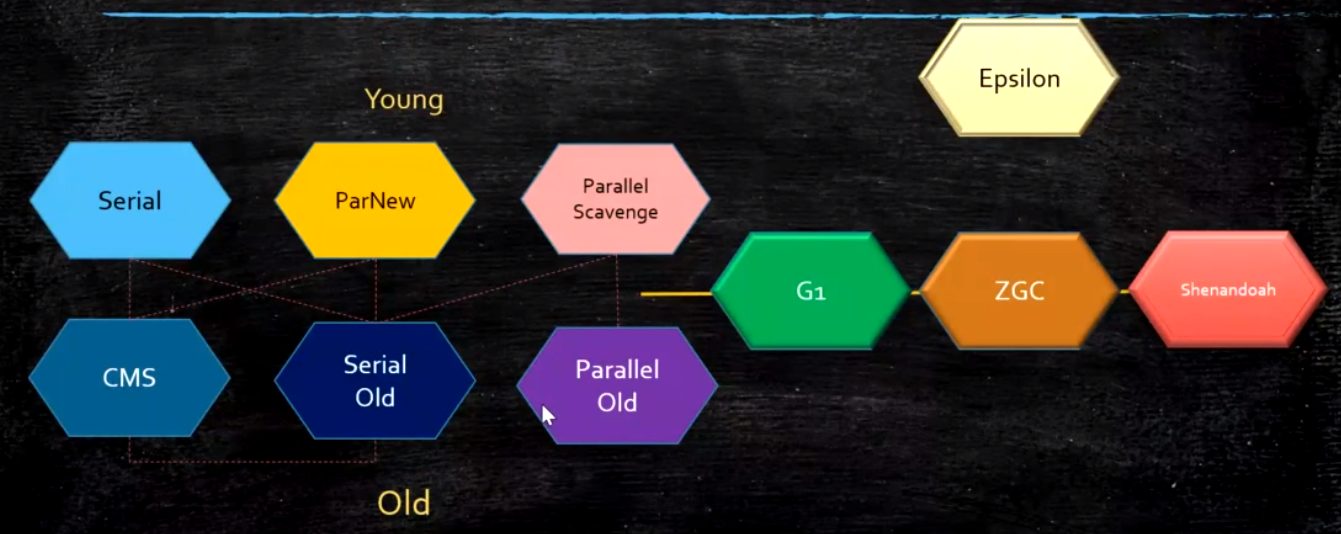 Epsilon
Young
Serial
ParNew
Parallel
Scavenge
G1
ZGC
Shenandoah
CMS
Serial
Old
Parallel
Old
Old